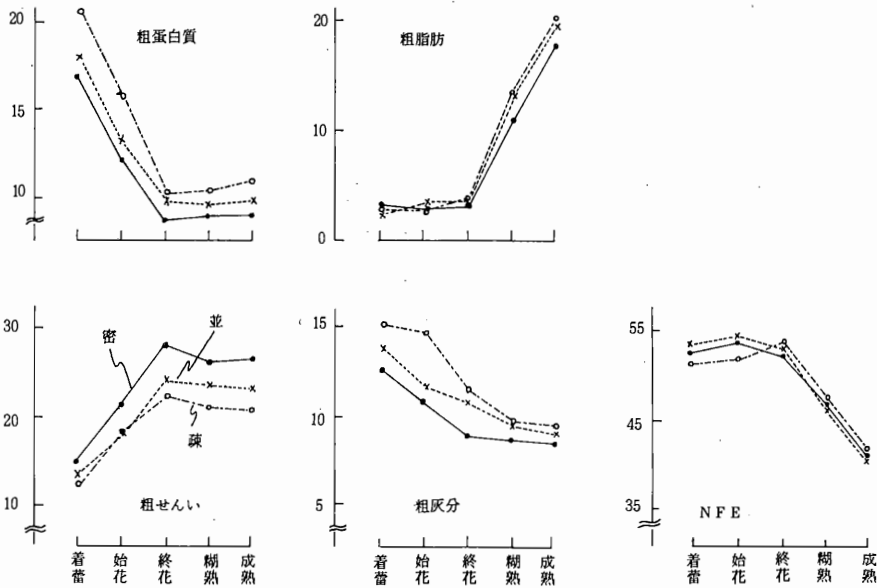 粗蛋白質
20
15
10
粗脂肪
20
10
0
粗せんい
30
20
10
密
並
疎
着蕾
始花
終花
糊熟
成熟
粗灰分
15
10
5
着蕾
始花
終花
糊熟
成熟
NFE
55
45
35
着蕾
始花
終花
糊熟
成熟